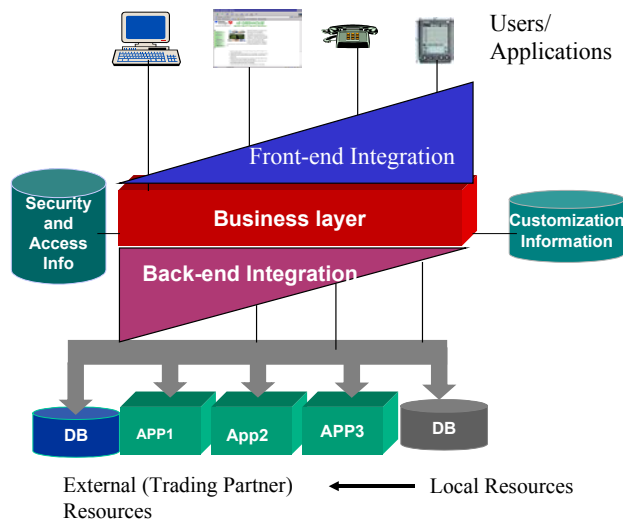 Users/
Applications
Front-end Integration
Security
and
Access
Info
Business layer
Customization
Information
Back-end Integration
DB
APP1
App2
APP3
DB
External (Trading Partner)
Resources
Local Resources